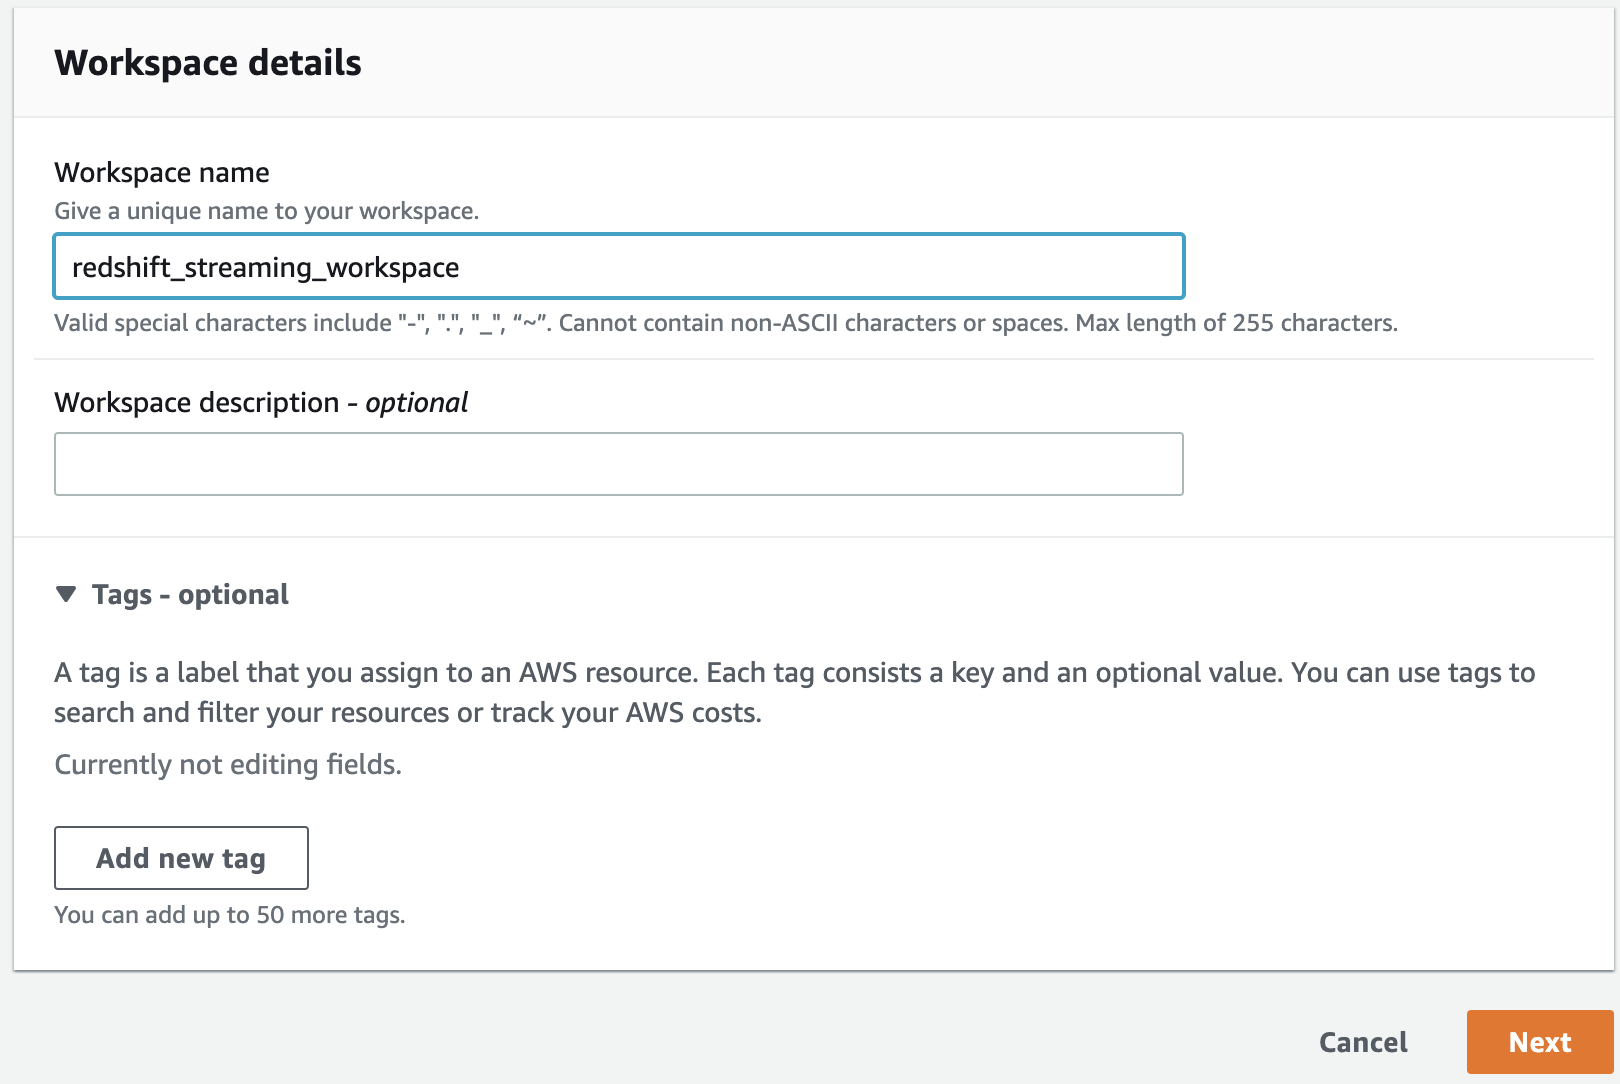 Workspace details
Workspace name
Give a unique name to your workspace.
redshift_streaming_workspace
Valid special characters include "-", ".", "_", “~”. Cannot contain non-ASCII characters or spaces. Max length of 255 characters.
Workspace description - optional
Tags - optional
A tag is a label that you assign to an AWS resource. Each tag consists a key and an optional value. You can use tags to
search and filter your resources or track your AWS costs.
Currently not editing fields.
Add new tag
You can add up to 50 more tags.
Cancel
Next